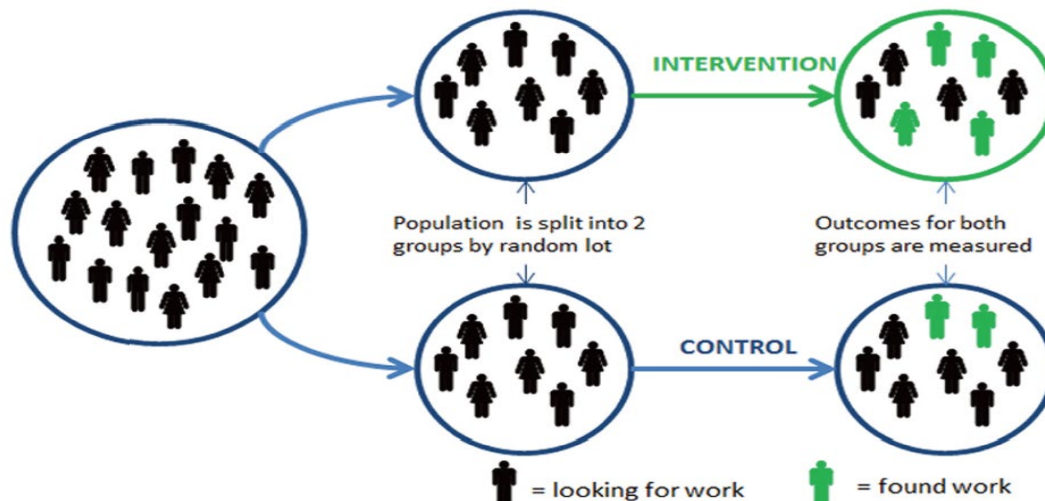 INTERVENTION
Population is split into 2
groups by random lot
Outcomes for both
groups are measured
CONTROL
= looking for work
= found work